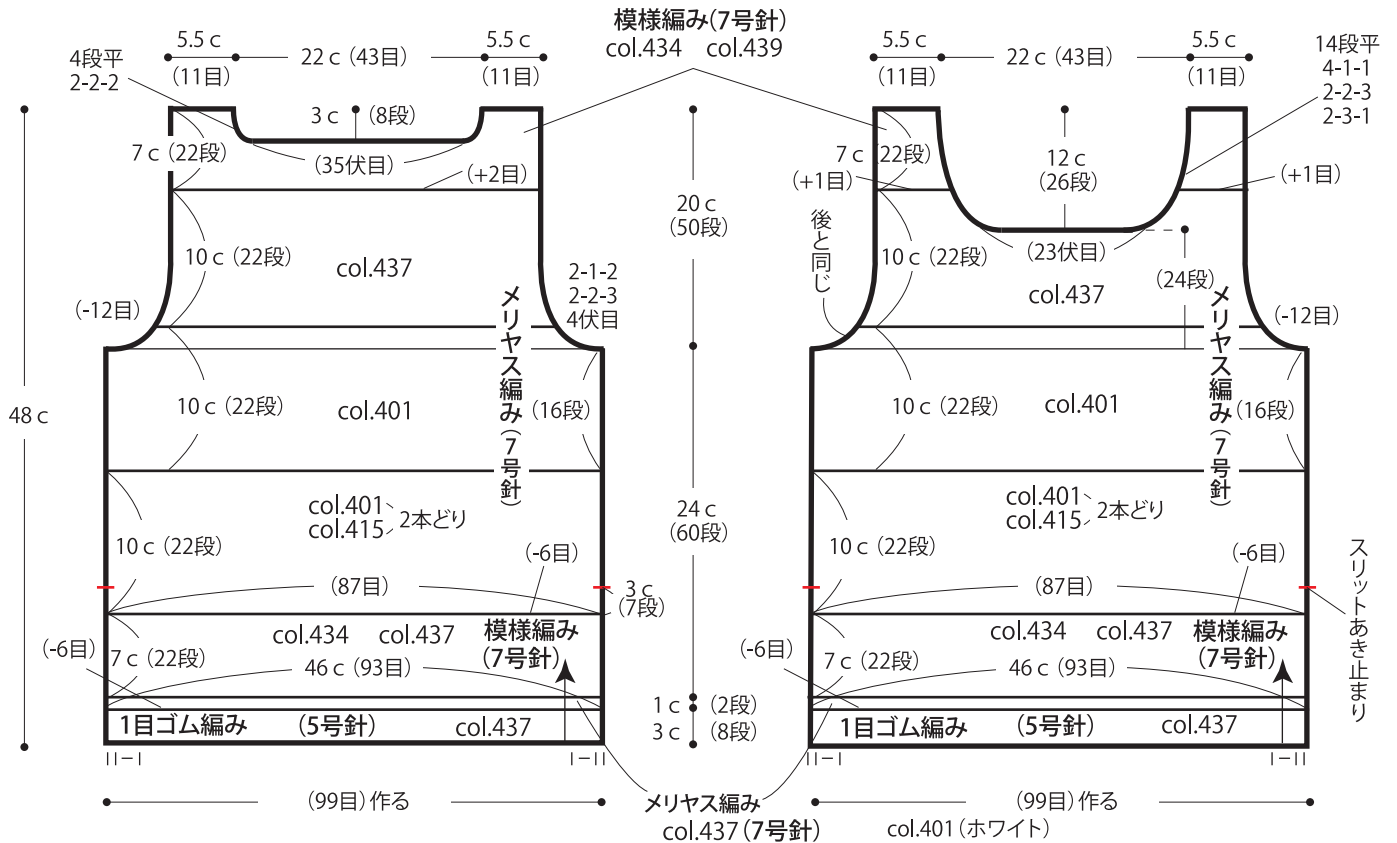 模様編み(7号針)
col.434 col.439
5.5 c
(11目)
22 c (43目)
5.5 c
(11目)
4段平
2-2-2
3 c (8段)
(35伏目)
7 c (22段)
(+2目)
10 c (22段)
col.437
(-12目)
2-1-2
2-2-3
4伏目
メリヤス編み(7号針)
10 c (22段)
col.401
(16段)
48 c
col.401
col.415
2本どり
10 c (22段)
(-6目)
(87目)
3 c
(7段)
col.434 col.437
模様編み
(7号針)
(-6目)
7 c (22段)
46 c (93目)
1目ゴム編み (5号針) col.437
(99目)作る
20 c
(50段)
24 c
(60段)
1 c (2段)
3 c (8段)
メリヤス編み
col.437(7号針)
5.5 c
(11目)
22 c (43目)
5.5 c
(11目)
14段平
4-1-1
2-2-3
2-3-1
7 c (22段)
12 c
(26段)
(+1目)
(+1目)
後と同じ
10 c (22段)
(23伏目)
(24段)
col.437
(-12目)
メリヤス編み(7号針)
10 c (22段)
col.401
(16段)
col.401
col.415
2本どり
10 c (22段)
(-6目)
(87目)
スリットあき止まり
col.434 col.437
模様編み
(7号針)
(-6目)
7 c (22段)
46 c (93目)
1目ゴム編み (5号針) col.437
(99目)作る
col.401(ホワイト)